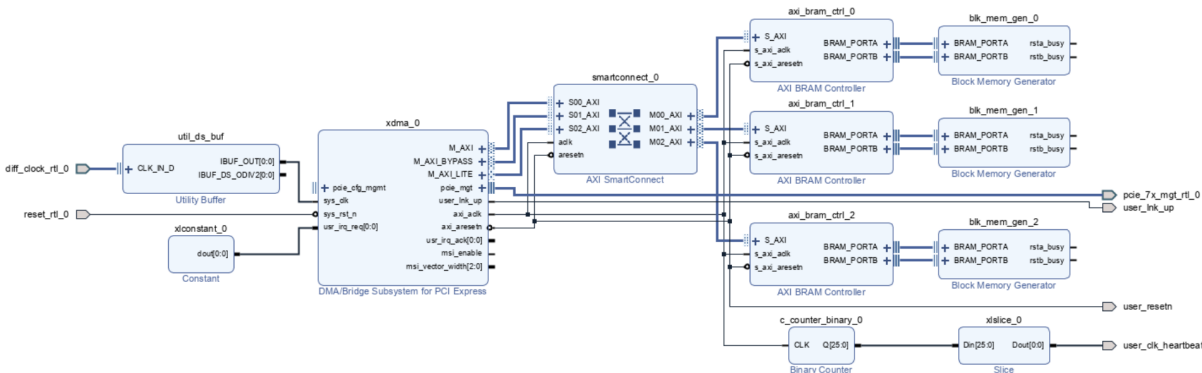 diff_clock_rtl_0
reset_rtl_0
util_ds_buf
CLK_IN_D
IBUF_OUT[0:0]
IBUF_DS_ODIV2[0:0]
Utility Buffer
xlconstant_0
dout[0:0]
Constant
xdma_0
pcie_cfg_mgmt
sys_clk
sys_rst_n
usr_irq_req[0:0]
M_AXI
M_AXI_BYPASS
M_AXI_LITE
pcie_mgt
user_lnk_up
axi_aclk
axi_aresetn
usr_irq_ack[0:0]
msi_enable
msi_vector_width[2:0]
DMA/Bridge Subsystem for PCI Express
smartconnect_0
S00_AXI
S01_AXI
S02_AXI
aclk
aresetn
M00_AXI
M01_AXI
M02_AXI
AXI SmartConnect
axi_bram_ctrl_0
S_AXI
s_axi_aclk
s_axi_aresetn
BRAM_PORTA
BRAM_PORTB
AXI BRAM Controller
blk_mem_gen_0
BRAM_PORTA
BRAM_PORTB
rsta_busy
rstb_busy
Block Memory Generator
axi_bram_ctrl_1
S_AXI
s_axi_aclk
s_axi_aresetn
BRAM_PORTA
BRAM_PORTB
AXI BRAM Controller
blk_mem_gen_1
BRAM_PORTA
BRAM_PORTB
rsta_busy
rstb_busy
Block Memory Generator
axi_bram_ctrl_2
S_AXI
s_axi_aclk
s_axi_aresetn
BRAM_PORTA
BRAM_PORTB
AXI BRAM Controller
blk_mem_gen_2
BRAM_PORTA
BRAM_PORTB
rsta_busy
rstb_busy
Block Memory Generator
c_counter_binary_0
CLK
Q[25:0]
Binary Counter
xlslice_0
Din[25:0]
Dout[0:0]
Slice
pcie_7x_mgt_rtl_0
user_lnk_up
user_resetn
user_clk_heartbeat